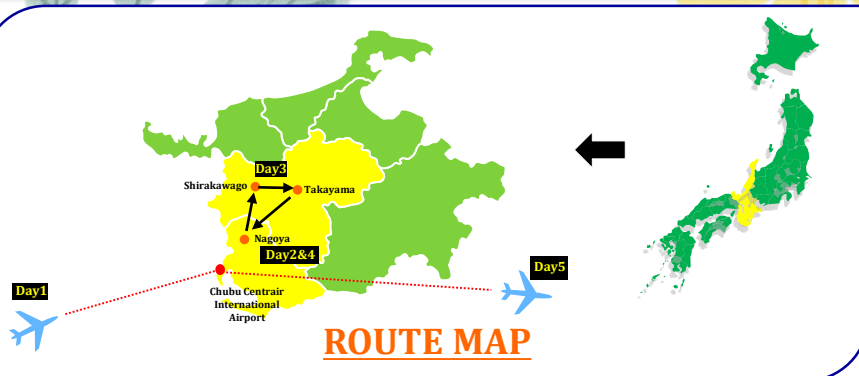 Day3
Shirakawago
Takayama
Nagoya
Day2&4
Day5
Day1
Chubu Centrair
International
Airport
ROUTE MAP